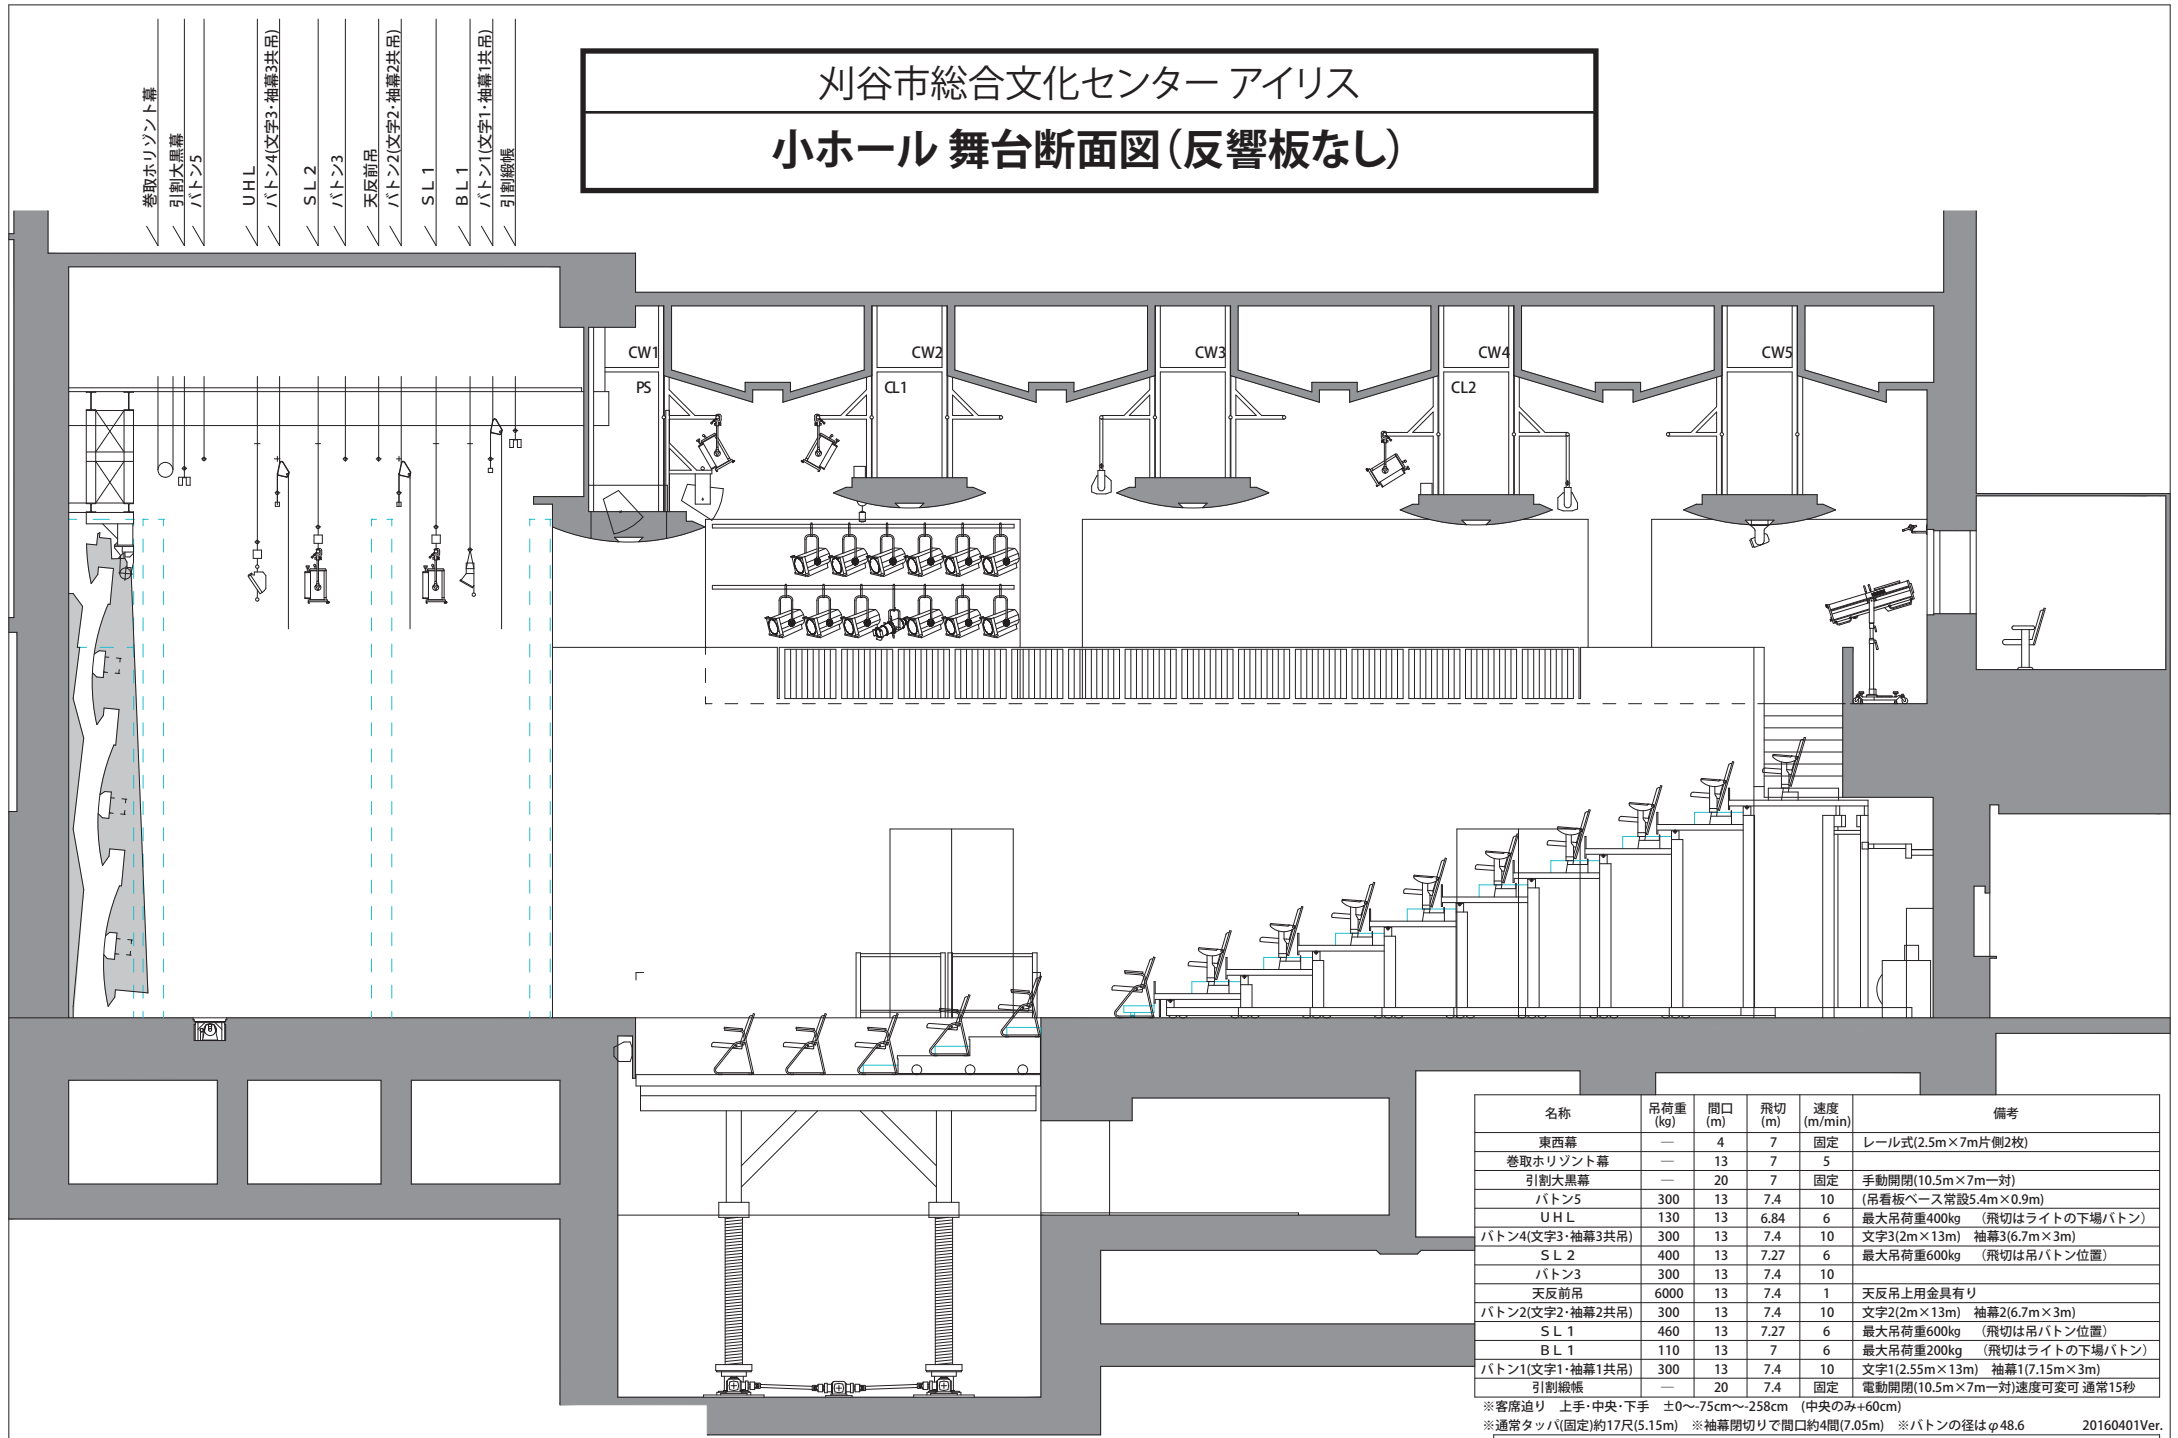 刈谷市総合文化センター アイリス
小ホール 舞台断面図（反響板なし）
巻取ホリゾント幕
引割大黒幕
バトン5
ＵＨＬ
バトン4(文字3・袖幕3共吊)
ＳＬ２
バトン3
天反前吊
バトン2(文字2・袖幕2共吊)
ＳＬ１
ＢＬ１
バトン1(文字1・袖幕1共吊)
引割緞帳
CW1
CW2
CW3
CW4
CW5
PS
CL1
CL2
名称 吊荷重(kg) 間口(m) 飛切(m) 速度(m/min) 備考
東西幕 ― 4 7 固定 レール式(2.5m×7m片側2枚)
巻取ホリゾント幕 ― 13 7 5
引割大黒幕 ― 20 7 固定 手動開閉(10.5m×7m一対)
バトン5 300 13 7.4 10 (吊看板ベース常設5.4m×0.9m)
ＵＨＬ 130 13 6.84 6 最大吊荷重400kg （飛切はライトの下場バトン）
バトン4(文字3・袖幕3共吊) 300 13 7.4 10 文字3(2m×13m) 袖幕3(6.7m×3m)
ＳＬ２ 400 13 7.27 6 最大吊荷重600kg （飛切は吊バトン位置）
バトン3 300 13 7.4 10
天反前吊 6000 13 7.4 1 天反吊上用金具有り
バトン2(文字2・袖幕2共吊) 300 13 7.4 10 文字2(2m×13m) 袖幕2(6.7m×3m)
ＳＬ１ 460 13 7.27 6 最大吊荷重600kg （飛切は吊バトン位置）
ＢＬ１ 110 13 7 6 最大吊荷重200kg （飛切はライトの下場バトン）
バトン1(文字1・袖幕1共吊) 300 13 7.4 10 文字1(2.55m×13m) 袖幕1(7.15m×3m)
引割緞帳 ― 20 7.4 固定 電動開閉(10.5m×7m一対)速度可変可 通常15秒
※客席迫り 上手・中央・下手 ±0〜-75cm〜-258cm (中央のみ+60cm)
※通常タッパ(固定)約17尺(5.15m) ※袖幕閉切りで間口約4間(7.05m) ※バトンの径はφ48.6 20160401Ver.